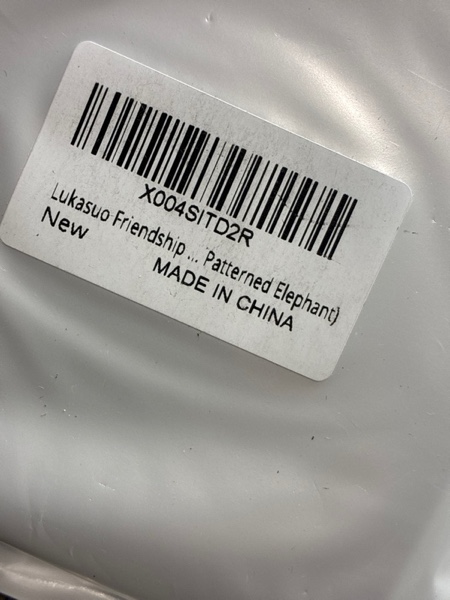 X004SITD2R
Lukasuo Friendship ... Patterned Elephant)
New
MADE IN CHINA